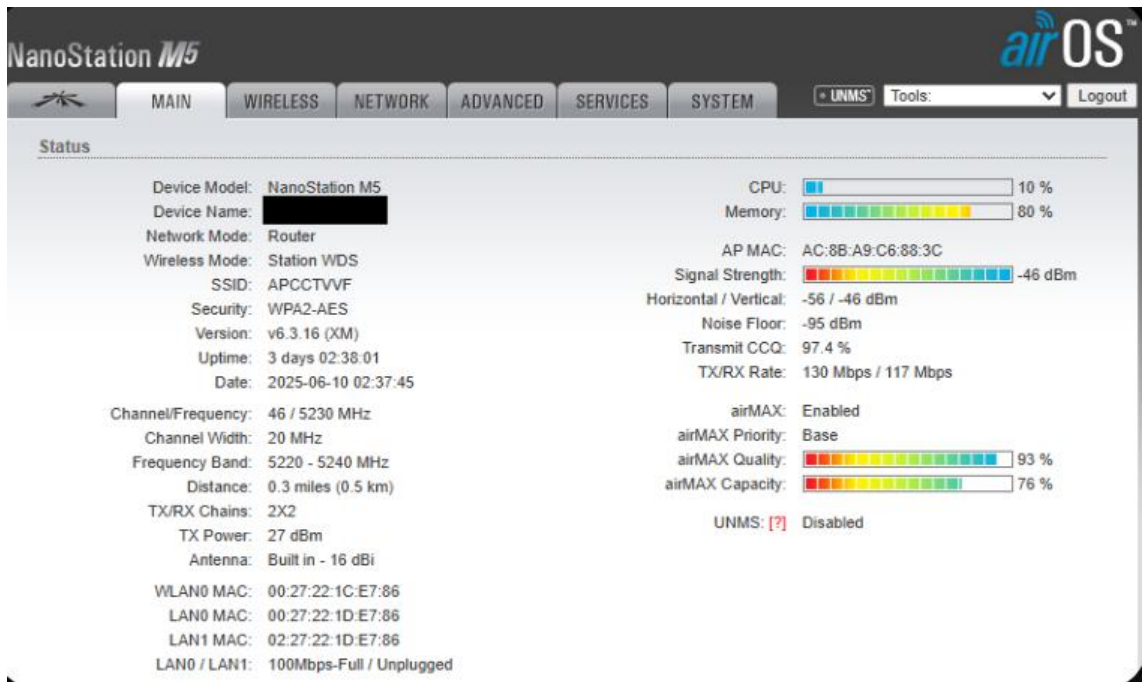 NanoStation M5
airOS™
MAIN WIRELESS NETWORK ADVANCED SERVICES SYSTEM UNMS™ Tools: Logout
Status
Device Model: NanoStation M5
Device Name:
Network Mode: Router
Wireless Mode: Station WDS
SSID: APCCTVVF
Security: WPA2-AES
Version: v6.3.16 (XM)
Uptime: 3 days 02:38:01
Date: 2025-06-10 02:37:45
Channel/Frequency: 46 / 5230 MHz
Channel Width: 20 MHz
Frequency Band: 5220 - 5240 MHz
Distance: 0.3 miles (0.5 km)
TX/RX Chains: 2X2
TX Power: 27 dBm
Antenna: Built in - 16 dBi
WLAN0 MAC: 00:27:22:1C:E7:86
LAN0 MAC: 00:27:22:1D:E7:86
LAN1 MAC: 02:27:22:1D:E7:86
LAN0 / LAN1: 100Mbps-Full / Unplugged
CPU: 10 %
Memory: 80 %
AP MAC: AC:8B:A9:C6:88:3C
Signal Strength: -46 dBm
Horizontal / Vertical: -56 / -46 dBm
Noise Floor: -95 dBm
Transmit CCQ: 97.4 %
TX/RX Rate: 130 Mbps / 117 Mbps
airMAX: Enabled
airMAX Priority: Base
airMAX Quality: 93 %
airMAX Capacity: 76 %
UNMS: [?] Disabled